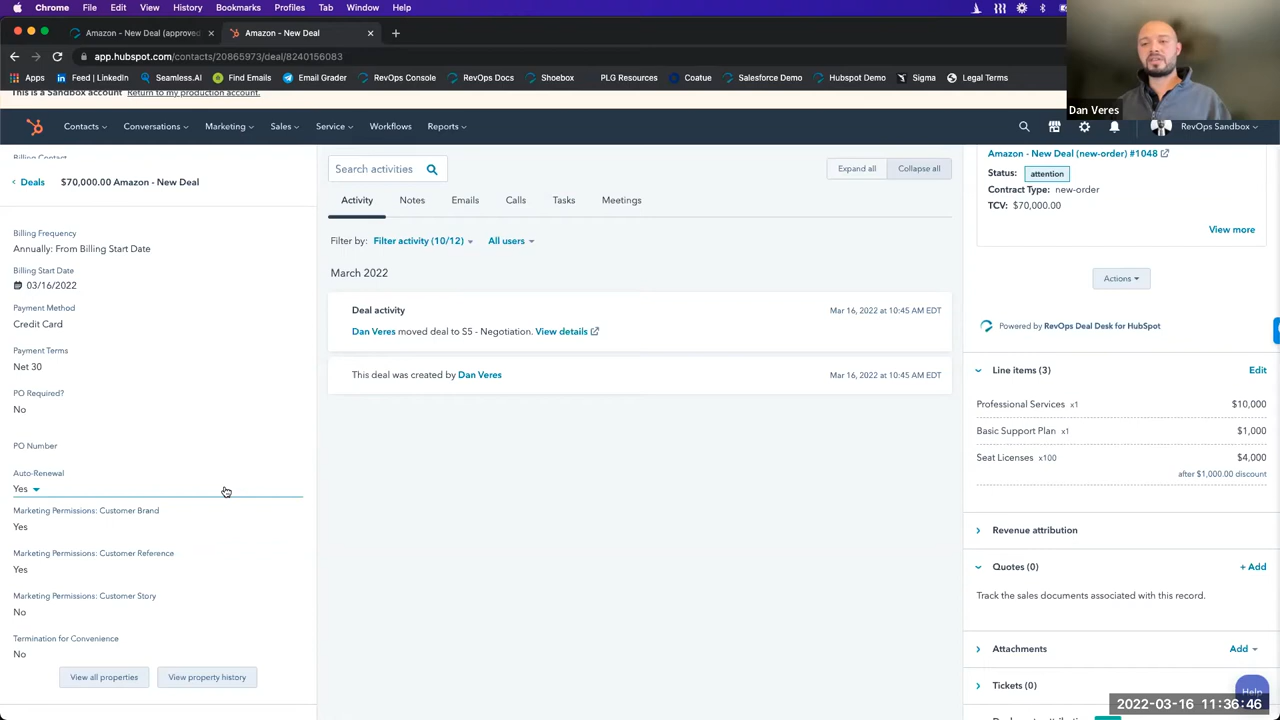 Chrome File Edit View History Bookmarks Profiles Tab Window Help
Amazon - New Deal (approved
Amazon - New Deal
app.hubspot.com/contacts/20865973/deal/8240156083
Apps Feed | LinkedIn Seamless.AI Find Emails Email Grader RevOps Console RevOps Docs Shoebox PLG Resources Coatue Salesforce Demo Hubspot Demo Sigma Legal Terms
Dan Veres
This is a Sandbox account Return to my production account.
Contacts Conversations Marketing Sales Service Workflows Reports
RevOps Sandbox
Billing Contact
Deals
$70,000.00 Amazon - New Deal
Billing Frequency
Annually: From Billing Start Date
Billing Start Date
03/16/2022
Payment Method
Credit Card
Payment Terms
Net 30
PO Required?
No
PO Number
Auto-Renewal
Yes
Marketing Permissions: Customer Brand
Yes
Marketing Permissions: Customer Reference
Yes
Marketing Permissions: Customer Story
No
Termination for Convenience
No
View all properties
View property history
Search activities
Expand all
Collapse all
Activity Notes Emails Calls Tasks Meetings
Filter by: Filter activity (10/12) All users
March 2022
Deal activity
Mar 16, 2022 at 10:45 AM EDT
Dan Veres moved deal to S5 - Negotiation. View details
This deal was created by Dan Veres
Mar 16, 2022 at 10:45 AM EDT
Amazon - New Deal (new-order) #1048
Status: attention
Contract Type: new-order
TCV: $70,000.00
View more
Actions
Powered by RevOps Deal Desk for HubSpot
Line items (3)
Edit
Professional Services x1 $10,000
Basic Support Plan x1 $1,000
Seat Licenses x100 $4,000
after $1,000.00 discount
Revenue attribution
Quotes (0)
+ Add
Track the sales documents associated with this record.
Attachments
Add
Tickets (0)
Help
2022-03-16 11:36:46